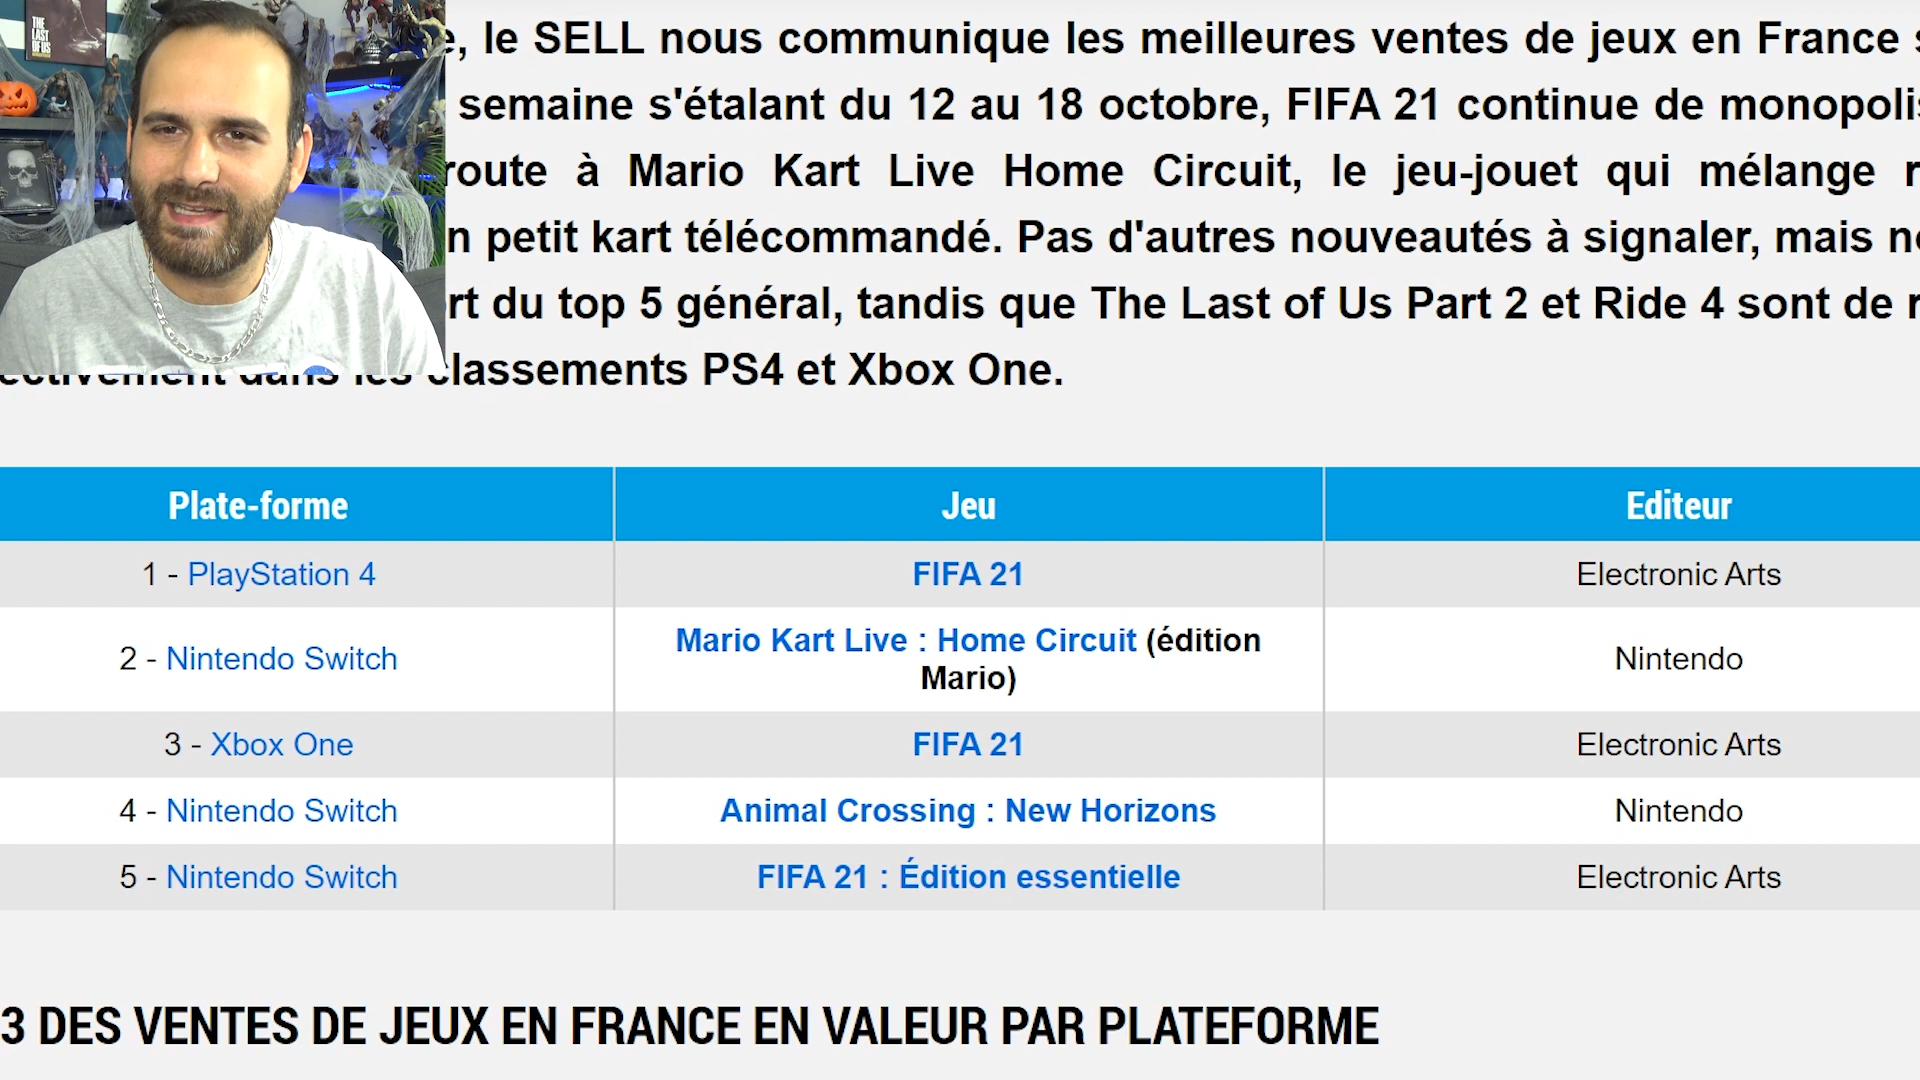 THE
LAST
OF US
, le SELL nous communique les meilleures ventes de jeux en France
semaine s'étalant du 12 au 18 octobre, FIFA 21 continue de
route à Mario Kart Live Home Circuit, le jeu-jouet qui mélange
petit kart télécommandé. Pas d'autres nouveautés à signaler, mais
du top 5 général, tandis que The Last of Us Part 2 et Ride 4 sont de
dans les classements PS4 et Xbox One.
Plate-forme Jeu Editeur
1 - PlayStation 4 FIFA 21 Electronic Arts
2 - Nintendo Switch Mario Kart Live : Home Circuit (édition Nintendo
Mario)
3 - Xbox One FIFA 21 Electronic Arts
4 - Nintendo Switch Animal Crossing : New Horizons Nintendo
5 - Nintendo Switch FIFA 21 : Édition essentielle Electronic Arts
3 DES VENTES DE JEUX EN FRANCE EN VALEUR PAR PLATEFORME